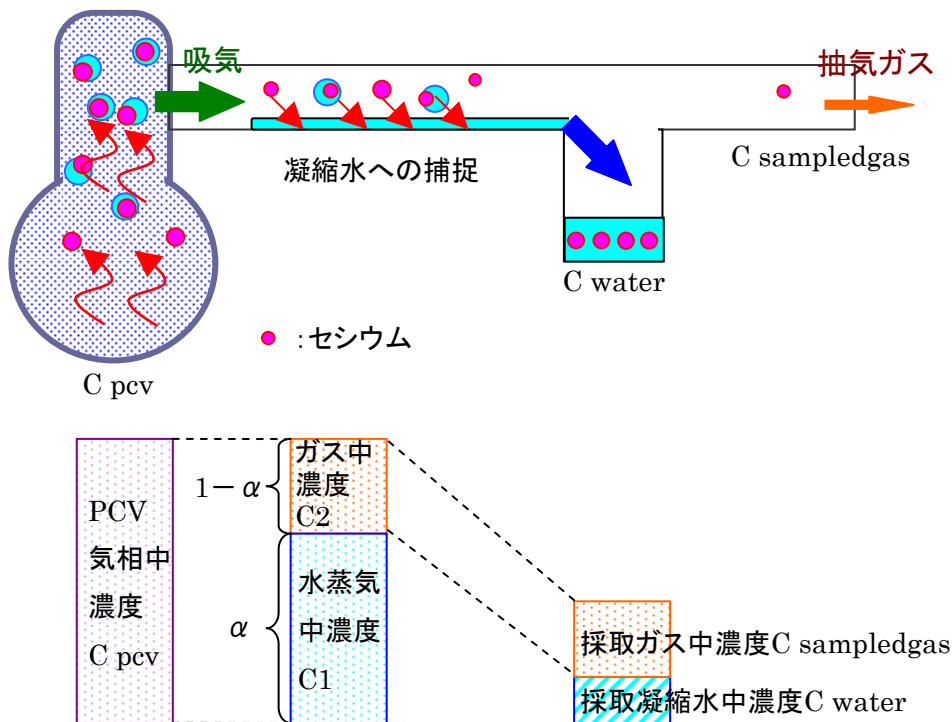 吸気
抽気ガス
凝縮水への捕捉
C sampledgas
C water
:セシウム
C pcv
PCV
気相中
濃度
C pcv
1－α
α
ガス中
濃度
C2
水蒸気
中濃度
C1
採取ガス中濃度C sampledgas
採取凝縮水中濃度C water